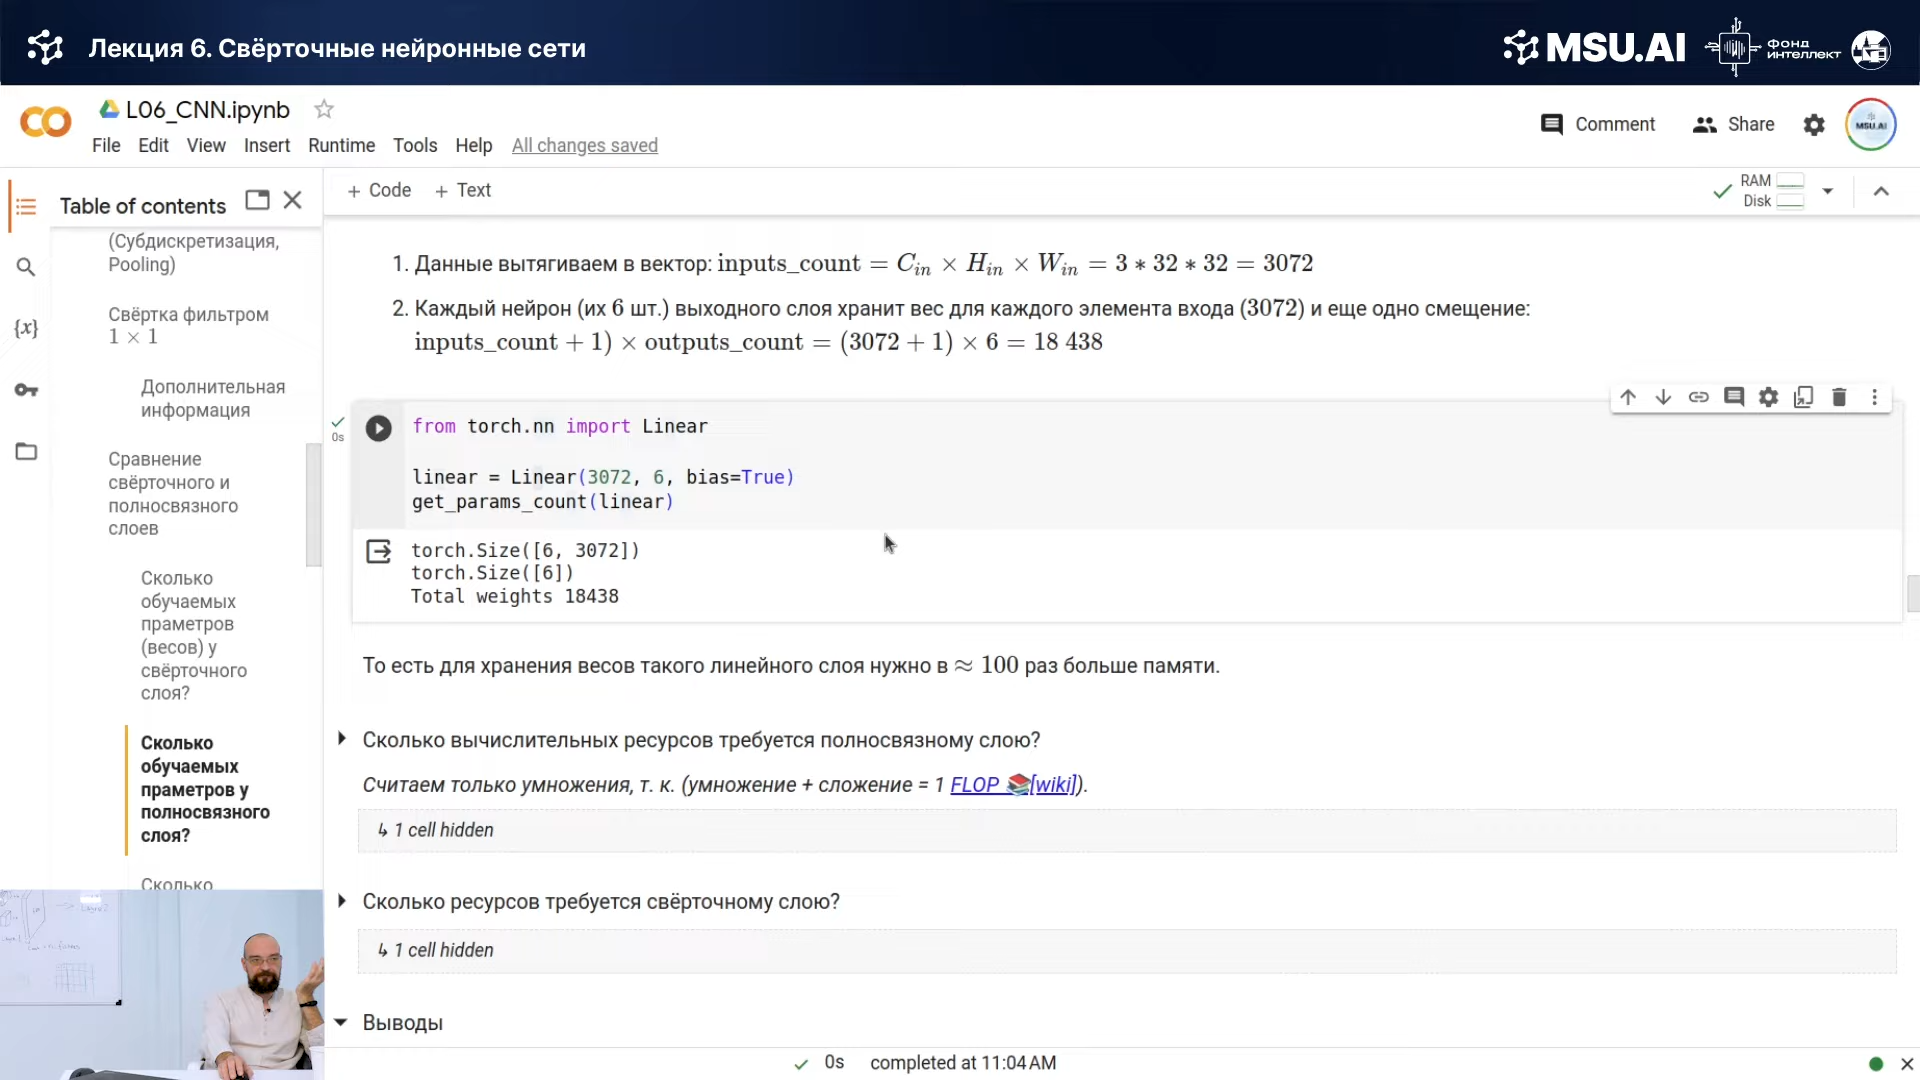 Лекция 6. Свёрточные нейронные сети
MSU.AI
ФОНД
ИНТЕЛЛЕКТ
L06_CNN.ipynb
Comment
Share
MSU.AI
File Edit View Insert Runtime Tools Help All changes saved
Table of contents
+ Code + Text
RAM
Disk
(Субдискретизация,
Pooling)
Свёртка фильтром
1 × 1
Дополнительная
информация
Сравнение
свёрточного и
полносвязного
слоев
Сколько
обучаемых
праметров
(весов) у
свёрточного
слоя?
Сколько
обучаемых
праметров у
полносвязного
слоя?
Сколько
{x}
1. Данные вытягиваем в вектор: inputs_count = C_in × H_in × W_in = 3 * 32 * 32 = 3072
2. Каждый нейрон (их 6 шт.) выходного слоя хранит вес для каждого элемента входа (3072) и еще одно смещение:
inputs_count + 1) × outputs_count = (3072 + 1) × 6 = 18 438
0s
from torch.nn import Linear
linear = Linear(3072, 6, bias=True)
get_params_count(linear)
torch.Size([6, 3072])
torch.Size([6])
Total weights 18438
То есть для хранения весов такого линейного слоя нужно в ≈ 100 раз больше памяти.
Сколько вычислительных ресурсов требуется полносвязному слою?
Считаем только умножения, т. к. (умножение + сложение = 1 FLOP 📚[wiki]).
↳ 1 cell hidden
Сколько ресурсов требуется свёрточному слою?
↳ 1 cell hidden
Выводы
0s completed at 11:04 AM